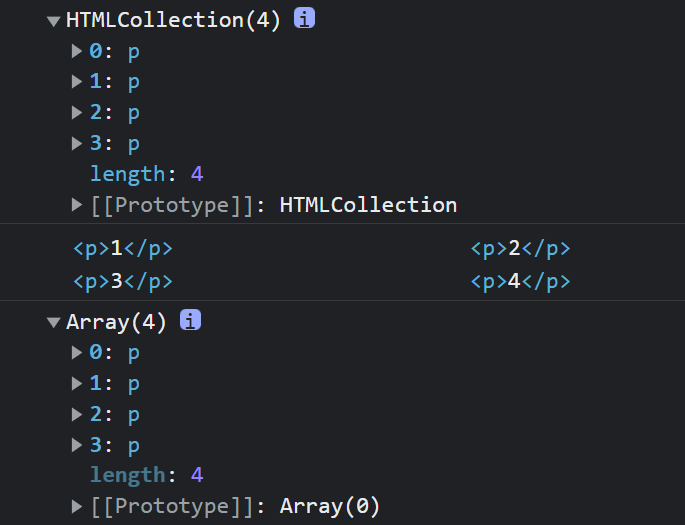 ▼HTMLCollection(4) i
▶0: p
▶1: p
▶2: p
▶3: p
length: 4
▶[[Prototype]]: HTMLCollection
<p>1</p> <p>2</p>
<p>3</p> <p>4</p>
▼Array(4) i
▶0: p
▶1: p
▶2: p
▶3: p
length: 4
▶[[Prototype]]: Array(0)